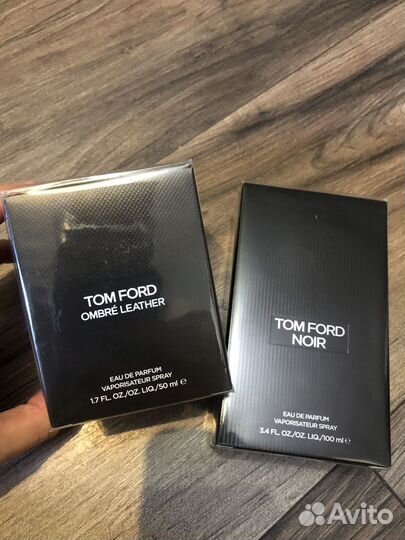 TOM FORD
OMBRÉ LEATHER
EAU DE PARFUM
VAPORISATEUR SPRAY
1.7 FL. OZ./OZ. LIQ./50 ml ℮
TOM FORD
NOIR
EAU DE PARFUM
VAPORISATEUR SPRAY
3.4 FL. OZ./OZ. LIQ./100 ml ℮
Avito